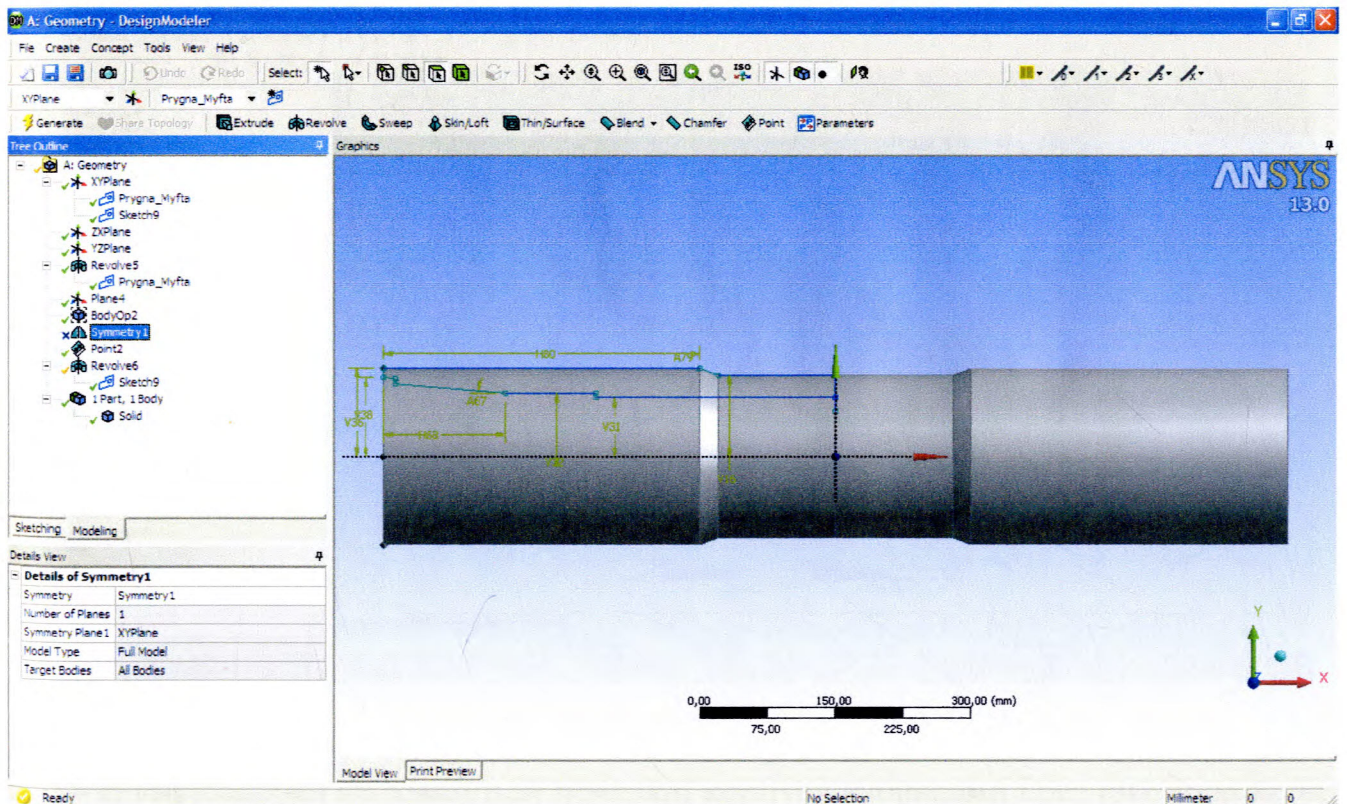 A: Geometry - DesignModeler
File Create Concept Tools View Help
Undo Redo Select: ISO
XYPlane Prygna_Myfta
Generate Share Topology Extrude Revolve Sweep Skin/Loft Thin/Surface Blend Chamfer Point Parameters
Tree Outline
A: Geometry
XYPlane
Prygna_Myfta
Sketch9
ZXPlane
YZPlane
Revolve5
Prygna_Myfta
Plane4
BodyOp2
Symmetry1
Point2
Revolve6
Sketch9
1 Part, 1 Body
Solid
Sketching Modeling
Details View
Details of Symmetry1
Symmetry Symmetry1
Number of Planes 1
Symmetry Plane1 XYPlane
Model Type Full Model
Target Bodies All Bodies
Graphics
ANSYS
13.0
H80
A79
A67
V36
V31
Y
X
0,00 150,00 300,00 (mm)
75,00 225,00
Model View Print Preview
Ready No Selection Millimeter 0 0